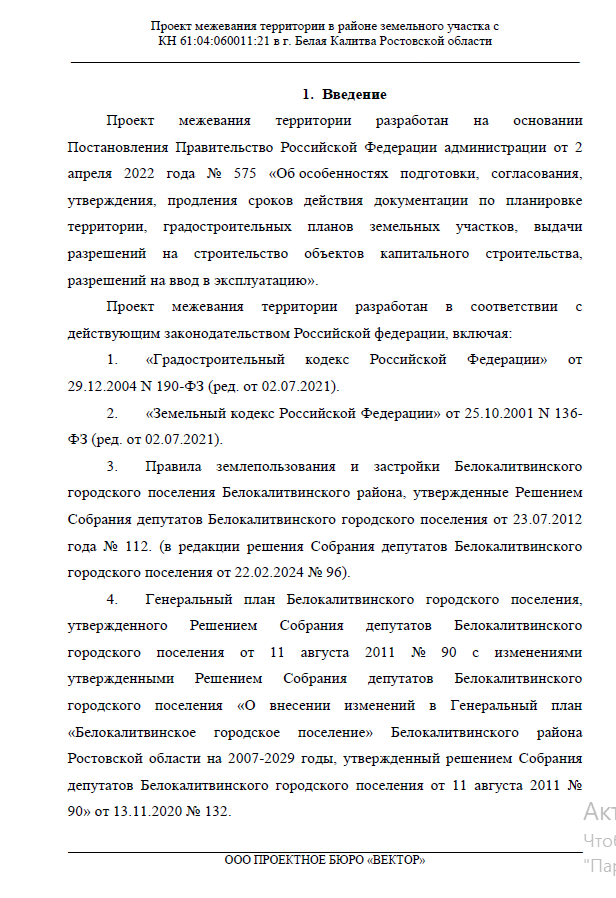 Проект межевания территории в районе земельного участка с
КН 61:04:060011:21 в г. Белая Калитва Ростовской области
1. Введение
Проект межевания территории разработан на основании
Постановления Правительство Российской Федерации администрации от 2
апреля 2022 года № 575 «Об особенностях подготовки, согласования,
утверждения, продления сроков действия документации по планировке
территории, градостроительных планов земельных участков, выдачи
разрешений на строительство объектов капитального строительства,
разрешений на ввод в эксплуатацию».
Проект межевания территории разработан в соответствии с
действующим законодательством Российской федерации, включая:
1. «Градостроительный кодекс Российской Федерации» от
29.12.2004 N 190-ФЗ (ред. от 02.07.2021).
2. «Земельный кодекс Российской Федерации» от 25.10.2001 N 136-
ФЗ (ред. от 02.07.2021).
3. Правила землепользования и застройки Белокалитвинского
городского поселения Белокалитвинского района, утвержденные Решением
Собрания депутатов Белокалитвинского городского поселения от 23.07.2012
года № 112. (в редакции решения Собрания депутатов Белокалитвинского
городского поселения от 22.02.2024 № 96).
4. Генеральный план Белокалитвинского городского поселения,
утвержденного Решением Собрания депутатов Белокалитвинского
городского поселения от 11 августа 2011 № 90 с изменениями
утвержденными Решением Собрания депутатов Белокалитвинского
городского поселения «О внесении изменений в Генеральный план
«Белокалитвинское городское поселение» Белокалитвинского района
Ростовской области на 2007-2029 годы, утвержденный решением Собрания
депутатов Белокалитвинского городского поселения от 11 августа 2011 №
90» от 13.11.2020 № 132.
ООО ПРОЕКТНОЕ БЮРО «ВЕКТОР»